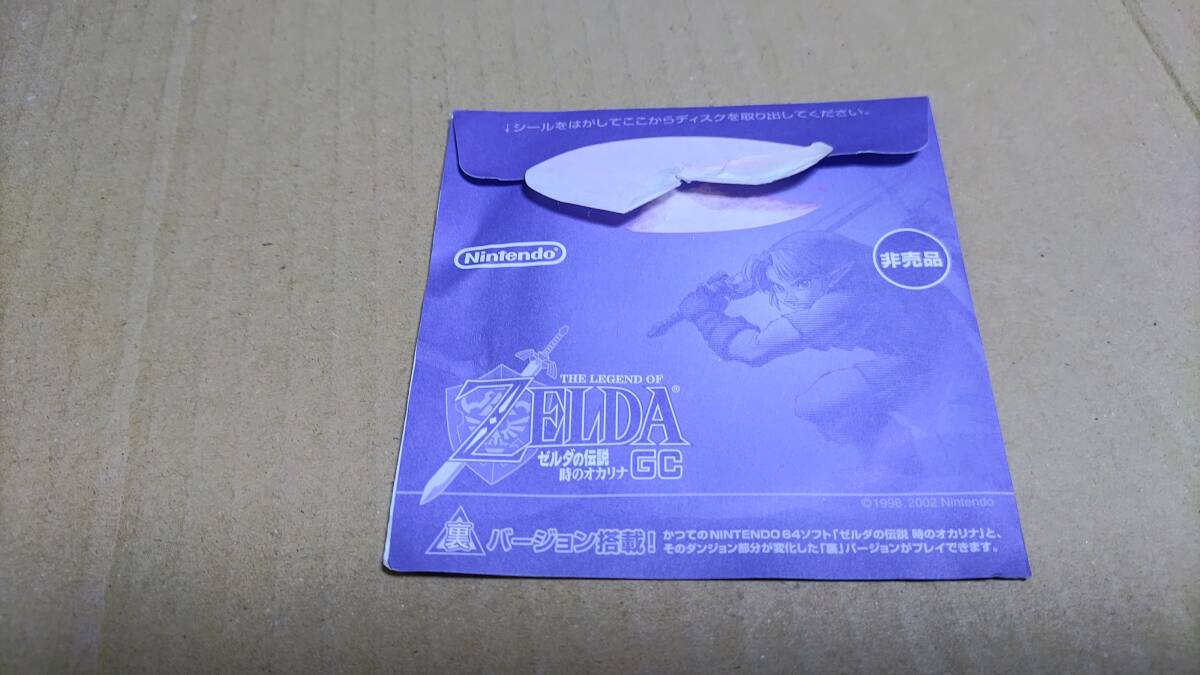 ↓シールをはがしてここからディスクを取り出してください。
Nintendo®
非売品
THE LEGEND OF
ZELDA®
ゼルダの伝説
時のオカリナ GC
©1998,2002 Nintendo
裏 バージョン搭載！
かつてのNINTENDO64ソフト「ゼルダの伝説 時のオカリナ」と、
そのダンジョン部分が変化した「裏」バージョンがプレイできます。